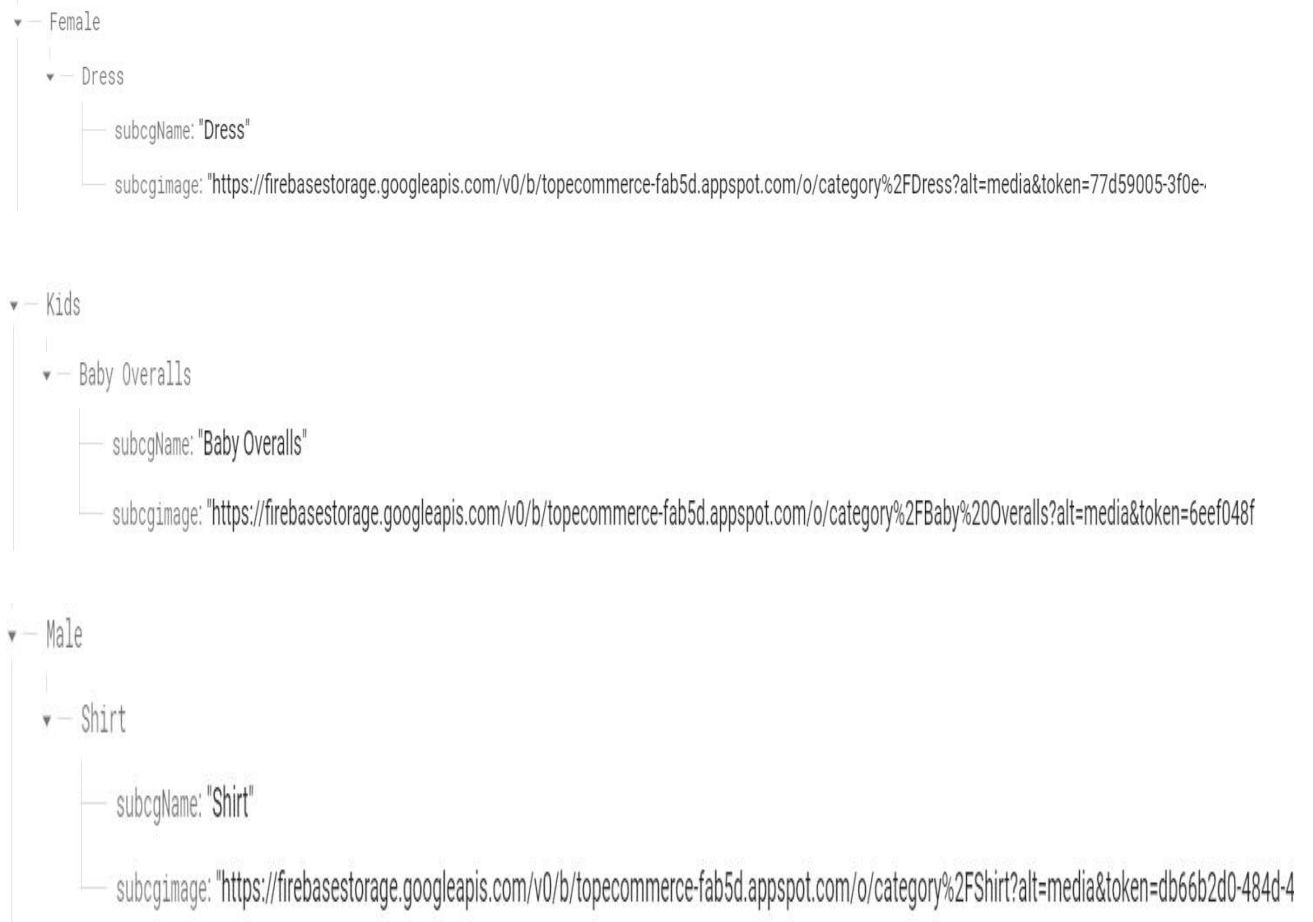 Female
Dress
subcgName: "Dress"
subcgimage: "https://firebasestorage.googleapis.com/v0/b/topecommerce-fab5d.appspot.com/o/category%2FDress?alt=media&token=77d59005-3f0e-
Kids
Baby Overalls
subcgName: "Baby Overalls"
subcgimage: "https://firebasestorage.googleapis.com/v0/b/topecommerce-fab5d.appspot.com/o/category%2FBaby%20Overalls?alt=media&token=6eef048f
Male
Shirt
subcgName: "Shirt"
subcgimage: "https://firebasestorage.googleapis.com/v0/b/topecommerce-fab5d.appspot.com/o/category%2FShirt?alt=media&token=db66b2d0-484d-4